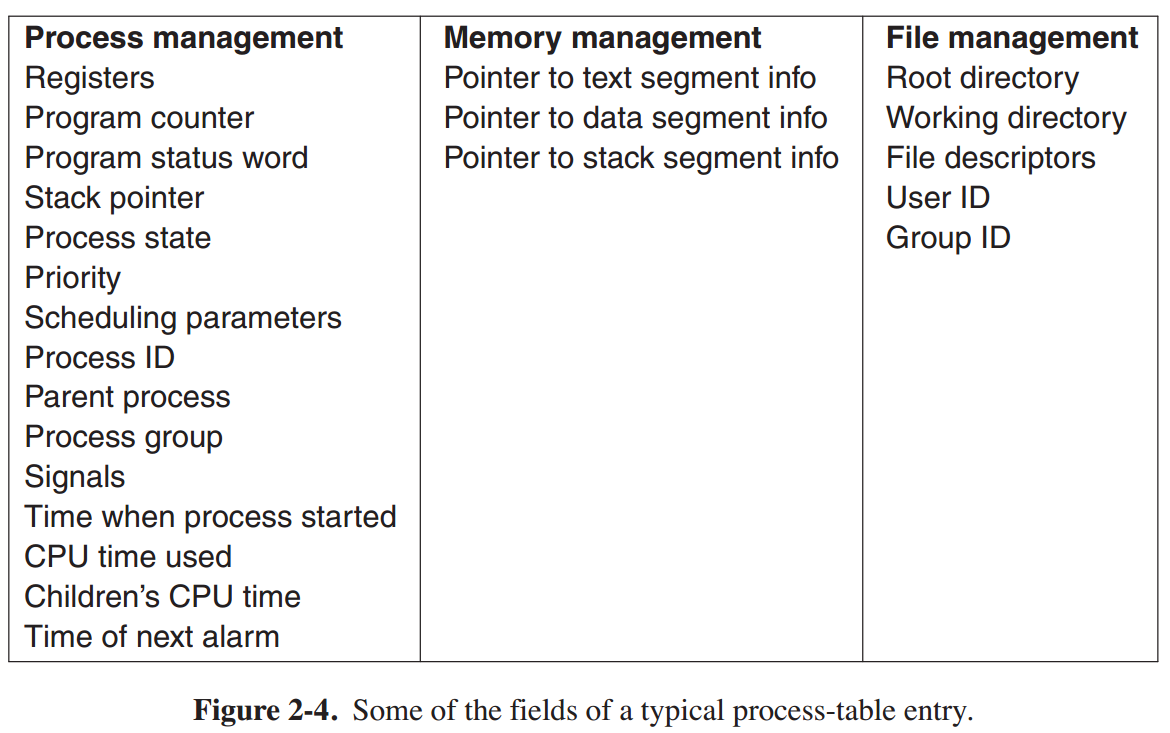 Process management
Registers
Program counter
Program status word
Stack pointer
Process state
Priority
Scheduling parameters
Process ID
Parent process
Process group
Signals
Time when process started
CPU time used
Children’s CPU time
Time of next alarm
Memory management
Pointer to text segment info
Pointer to data segment info
Pointer to stack segment info
File management
Root directory
Working directory
File descriptors
User ID
Group ID
Figure 2-4. Some of the fields of a typical process-table entry.